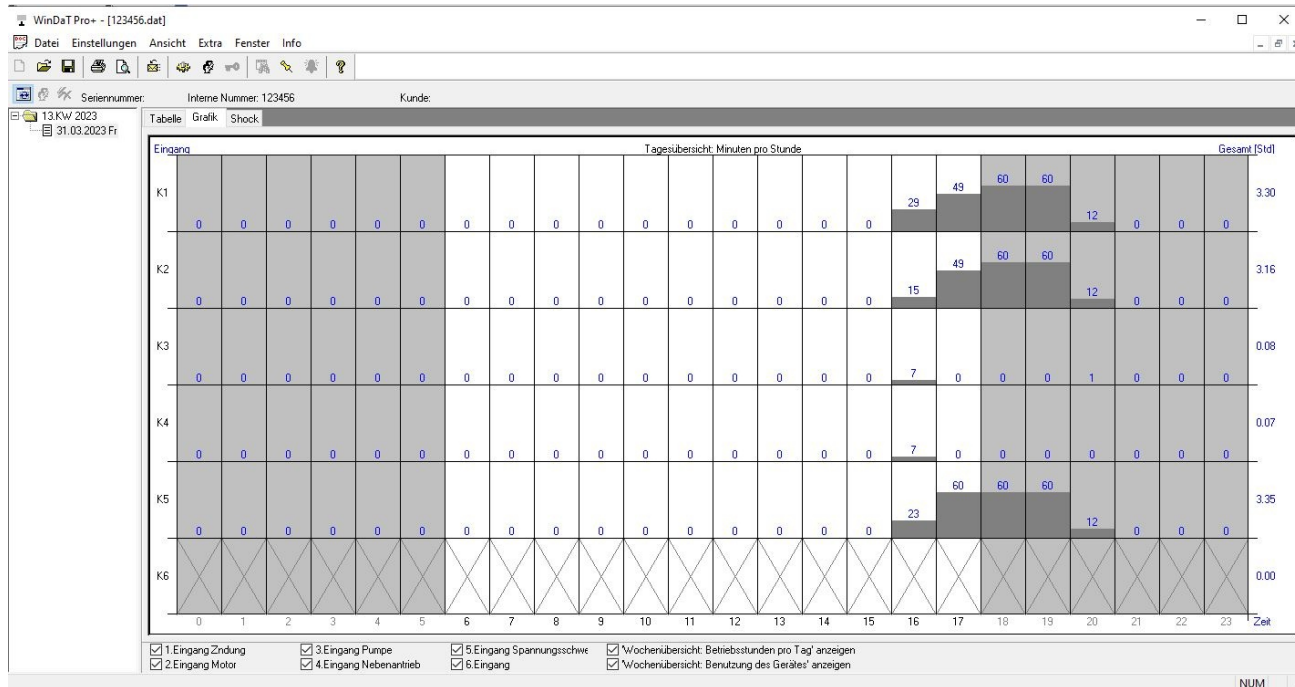 WinDaT Pro+ - [123456.dat]
Datei Einstellungen Ansicht Extra Fenster Info
Seriennummer: Interne Nummer: 123456 Kunde:
13.KW 2023
31.03.2023 Fr
Tabelle Grafik Shock
Eingang Tagesübersicht: Minuten pro Stunde Gesamt [Std]
K1 0 0 0 0 0 0 0 0 0 0 0 0 0 0 0 0 29 49 60 60 12 0 0 0 3.30
K2 0 0 0 0 0 0 0 0 0 0 0 0 0 0 0 0 15 49 60 60 12 0 0 0 3.16
K3 0 0 0 0 0 0 0 0 0 0 0 0 0 0 0 0 7 0 0 0 1 0 0 0 0.08
K4 0 0 0 0 0 0 0 0 0 0 0 0 0 0 0 0 7 0 0 0 0 0 0 0 0.07
K5 0 0 0 0 0 0 0 0 0 0 0 0 0 0 0 0 23 60 60 60 12 0 0 0 3.35
K6 0.00
0 1 2 3 4 5 6 7 8 9 10 11 12 13 14 15 16 17 18 19 20 21 22 23 Zeit
1.Eingang Zndung 3.Eingang Pumpe 5.Eingang Spannungsschwe 'Wochenübersicht: Betriebsstunden pro Tag' anzeigen
2.Eingang Motor 4.Eingang Nebenantrieb 6.Eingang 'Wochenübersicht: Benutzung des Gerätes' anzeigen
NUM